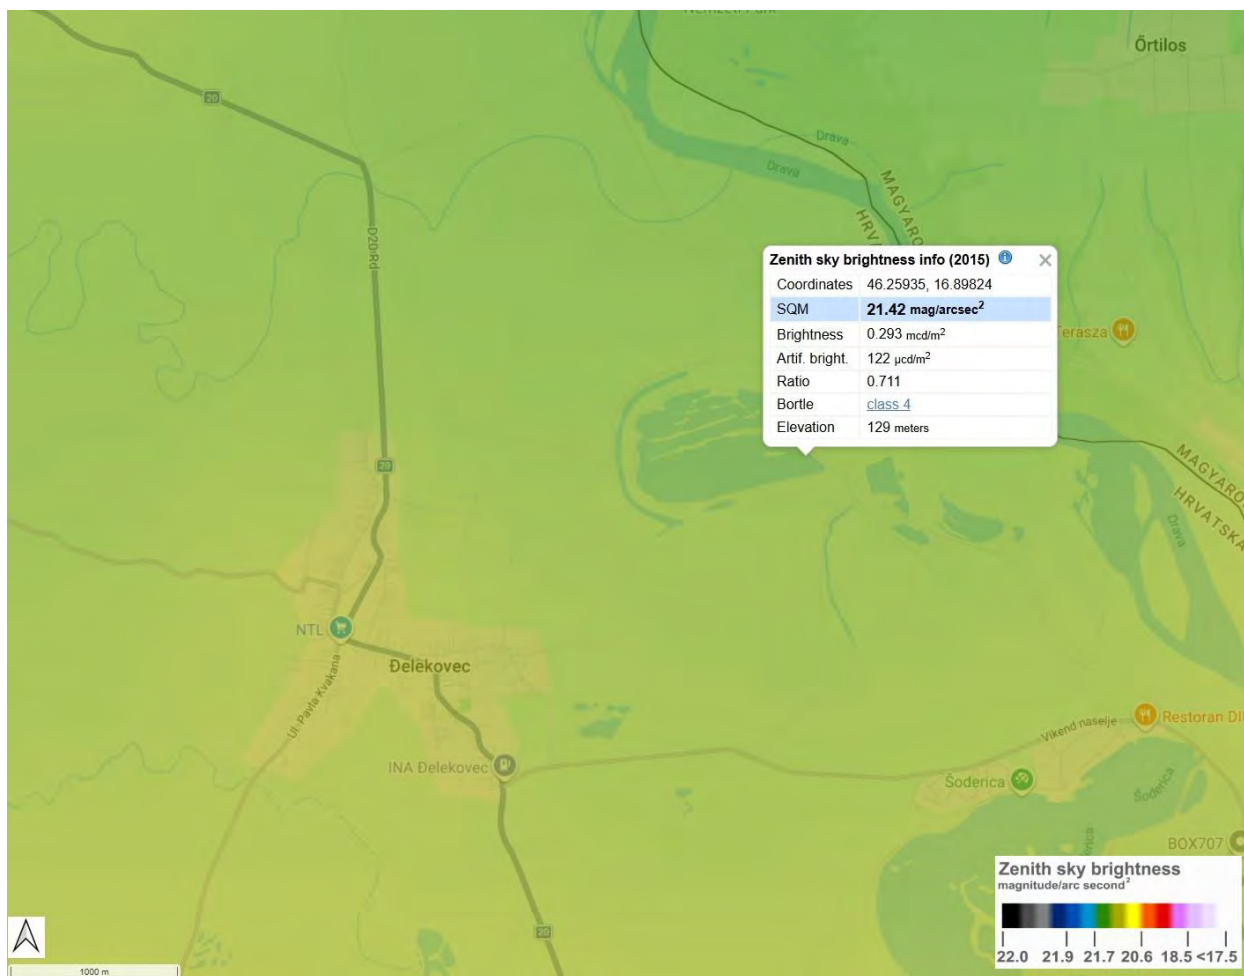 Nemzeti Park
Őrtilos
20
Drava
Drava
MAGYARO
HRVA
D20 Rd
Zenith sky brightness info (2015)
Coordinates 46.25935, 16.89824
SQM 21.42 mag/arcsec²
Brightness 0.293 mcd/m²
Artif. bright. 122 μcd/m²
Ratio 0.711
Bortle class 4
Elevation 129 meters
Terasza
20
MAGYARO
HRVATSKA
Drava
NTL
Đelekovec
Ul. Pavla Kvakana
INA Đelekovec
Vikend naselje
Restoran DI
Šoderica
Šoderica
BOX707
20
Zenith sky brightness
magnitude/arc second²
22.0 21.9 21.7 20.6 18.5 <17.5
1000 m